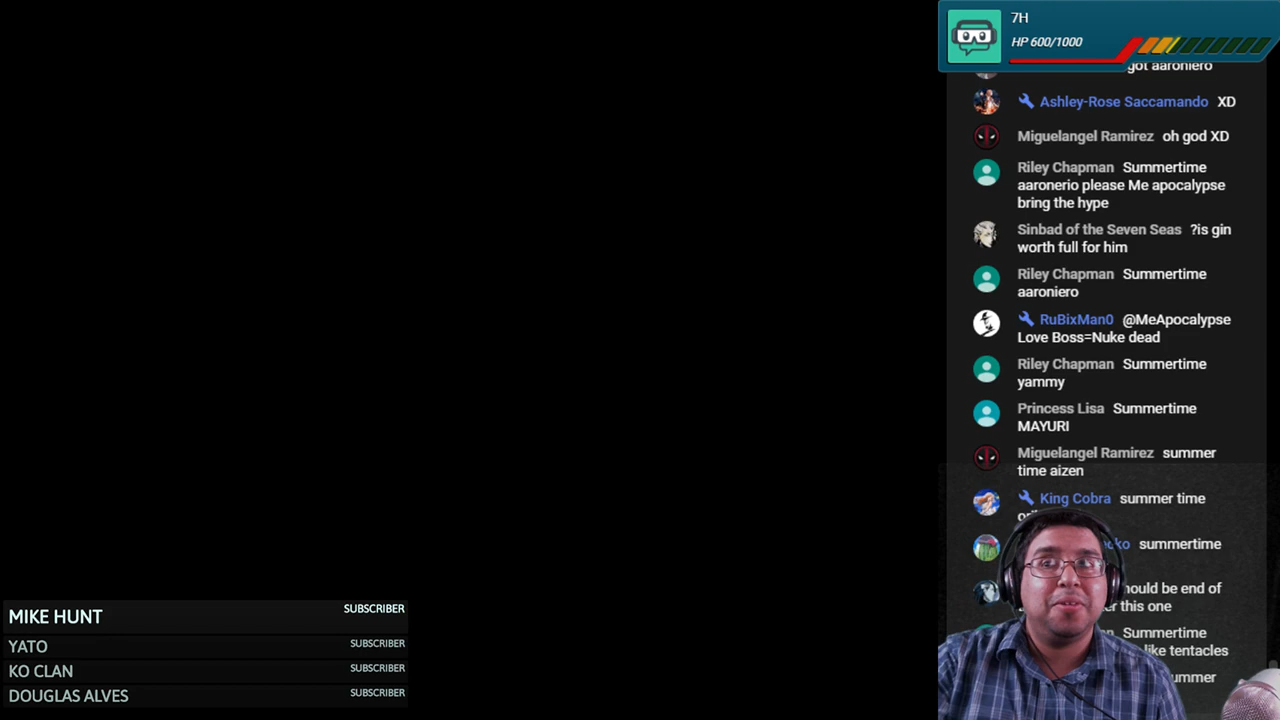 7H
HP 600/1000
got aaroniero
Ashley-Rose Saccamando XD
Miguelangel Ramirez oh god XD
Riley Chapman Summertime
aaronerio please Me apocalypse
bring the hype
Sinbad of the Seven Seas ?is gin
worth full for him
Riley Chapman Summertime
aaroniero
RuBixMan0 @MeApocalypse
Love Boss=Nuke dead
Riley Chapman Summertime
yammy
Princess Lisa Summertime
MAYURI
Miguelangel Ramirez summer
time aizen
King Cobra summer time
summertime
should be end of
this one
Summertime
like tentacles
MIKE HUNT SUBSCRIBER
YATO SUBSCRIBER
KO CLAN SUBSCRIBER
DOUGLAS ALVES SUBSCRIBER